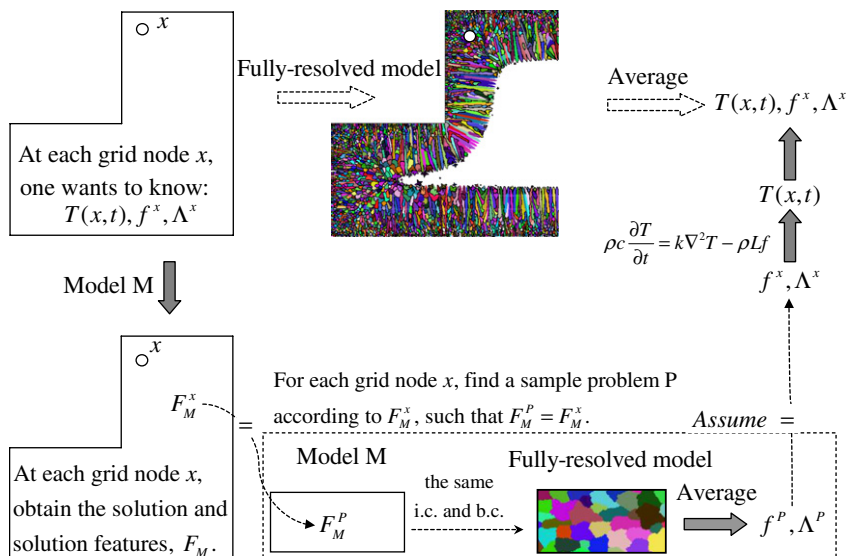 x
Fully-resolved model
Average
T(x,t), f^x, Λ^x
At each grid node x,
one wants to know:
T(x,t), f^x, Λ^x
T(x,t)
ρc ∂T/∂t = k∇²T − ρLf
f^x, Λ^x
Model M
x
F_M^x
=
For each grid node x, find a sample problem P
according to F_M^x, such that F_M^P = F_M^x.
Assume =
At each grid node x,
obtain the solution and
solution features, F_M.
Model M
Fully-resolved model
F_M^P
the same
i.c. and b.c.
Average
f^P, Λ^P